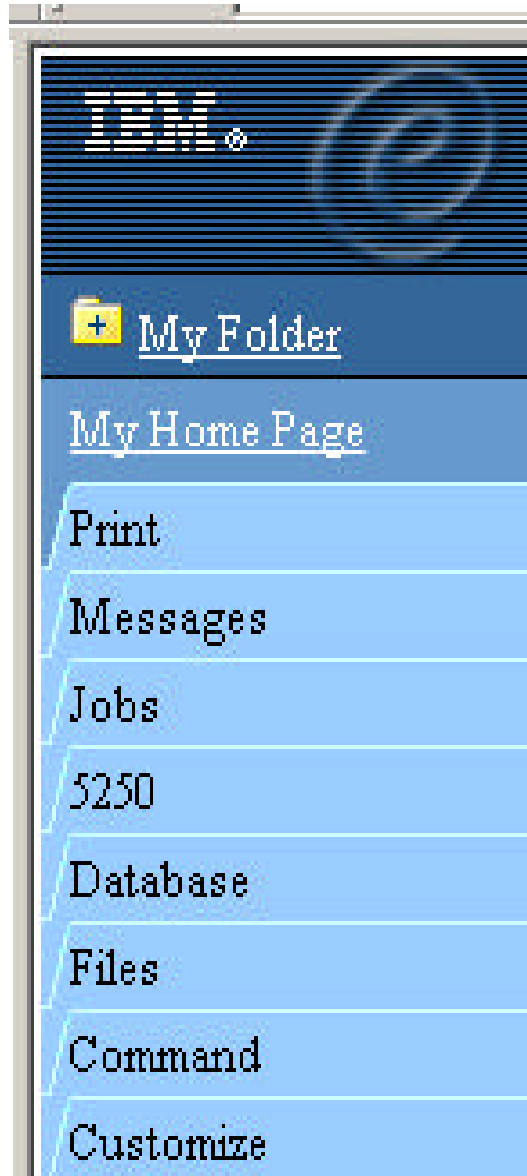 IBM®
e
My Folder
My Home Page
Print
Messages
Jobs
5250
Database
Files
Command
Customize